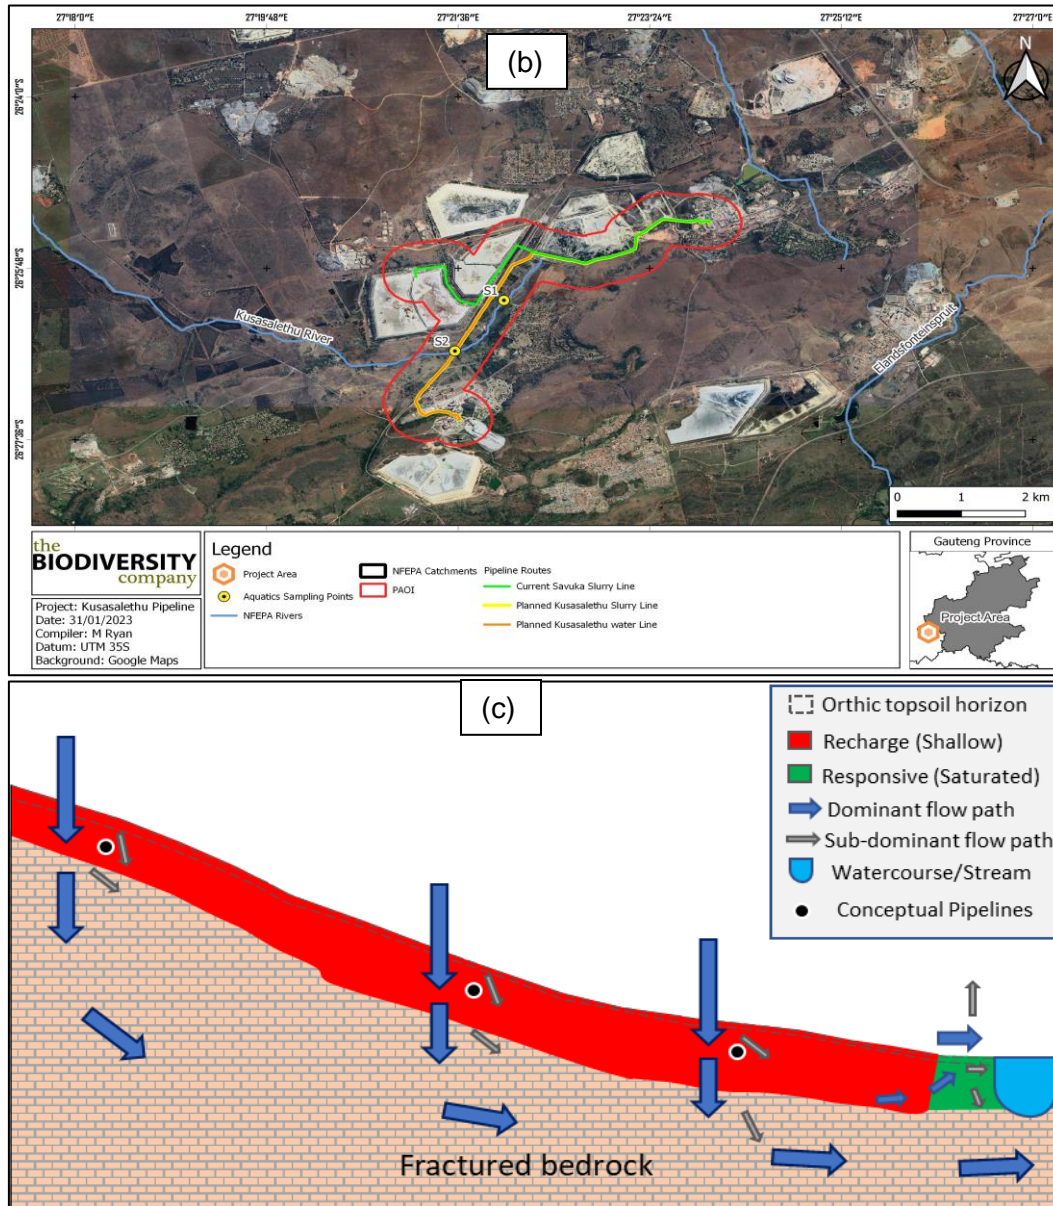 27°18'0"E 27°19'48"E 27°21'36"E 27°23'24"E 27°25'12"E 27°27'0"E
(b)
N
26°24'0"S
26°25'48"S
26°27'36"S
S1
Kusasalethu River
S2
Elandsfonteinspruit
0 1 2 km
the
BIODIVERSITY
company
Project: Kusasalethu Pipeline
Date: 31/01/2023
Compiler: M Ryan
Datum: UTM 35S
Background: Google Maps
Legend
Project Area
Aquatics Sampling Points
NFEPA Rivers
NFEPA Catchments
PAOI
Pipeline Routes
Current Savuka Slurry Line
Planned Kusasalethu Slurry Line
Planned Kusasalethu water Line
Gauteng Province
Project Area
(c)
Orthic topsoil horizon
Recharge (Shallow)
Responsive (Saturated)
Dominant flow path
Sub-dominant flow path
Watercourse/Stream
Conceptual Pipelines
Fractured bedrock